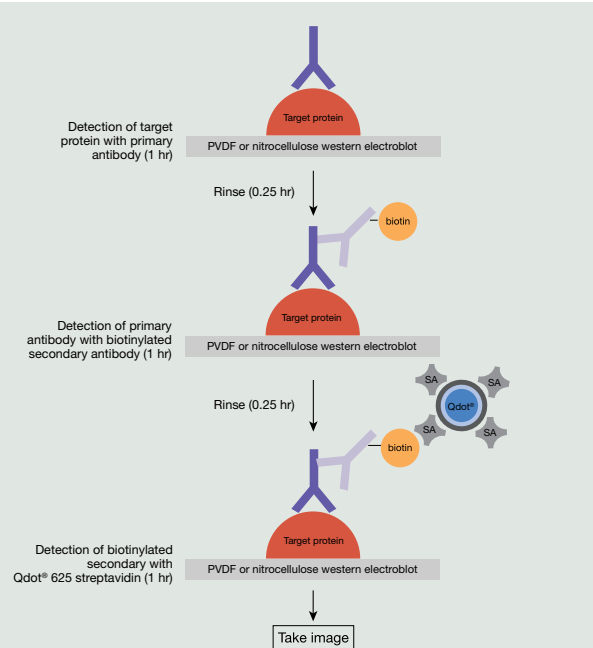 Target protein
Detection of target
protein with primary
antibody (1 hr)
PVDF or nitrocellulose western electroblot
Rinse (0.25 hr)
biotin
Target protein
Detection of primary
antibody with biotinylated
secondary antibody (1 hr)
PVDF or nitrocellulose western electroblot
Rinse (0.25 hr)
SA
SA
Qdot®
SA
SA
biotin
Target protein
Detection of biotinylated
secondary with
Qdot® 625 streptavidin (1 hr)
PVDF or nitrocellulose western electroblot
Take image